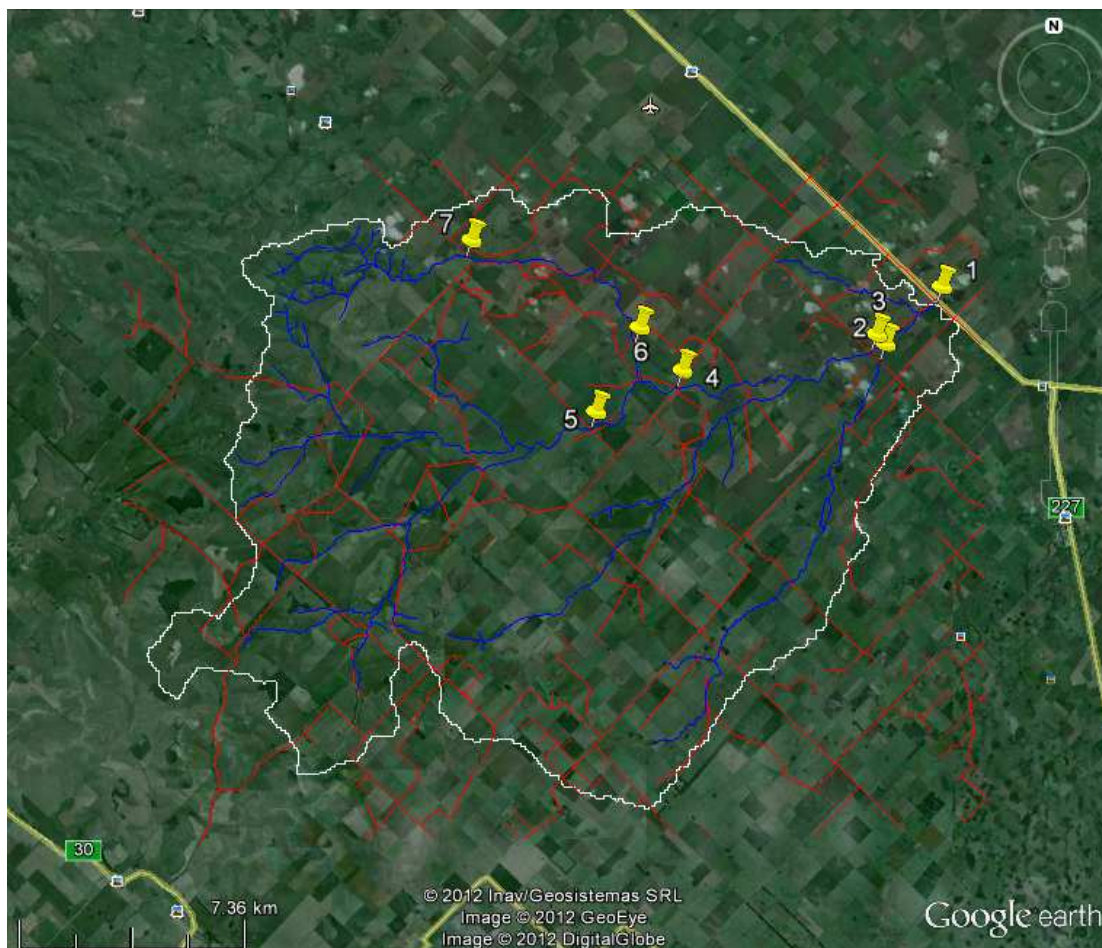 N
7
1
3
2
6
4
5
227
30
7.36 km
© 2012 Inav/Geosistemas SRL
Image © 2012 GeoEye
Image © 2012 DigitalGlobe
Google earth